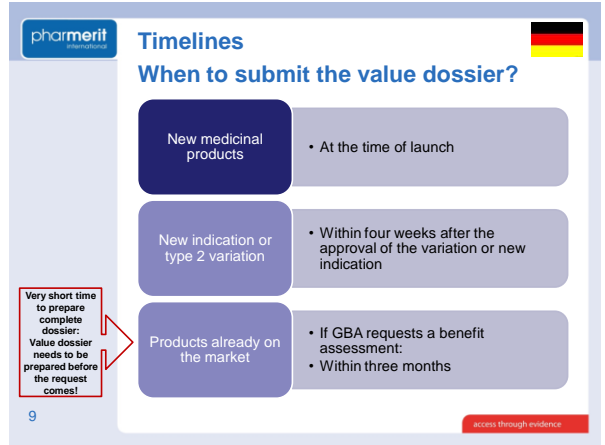 pharmerit
international
Timelines
When to submit the value dossier?
New medicinal
products
• At the time of launch
New indication or
type 2 variation
• Within four weeks after the
approval of the variation or new
indication
Very short time
to prepare
complete
dossier:
Value dossier
needs to be
prepared before
the request
comes!
Products already on
the market
• If GBA requests a benefit
assessment:
• Within three months
9
access through evidence